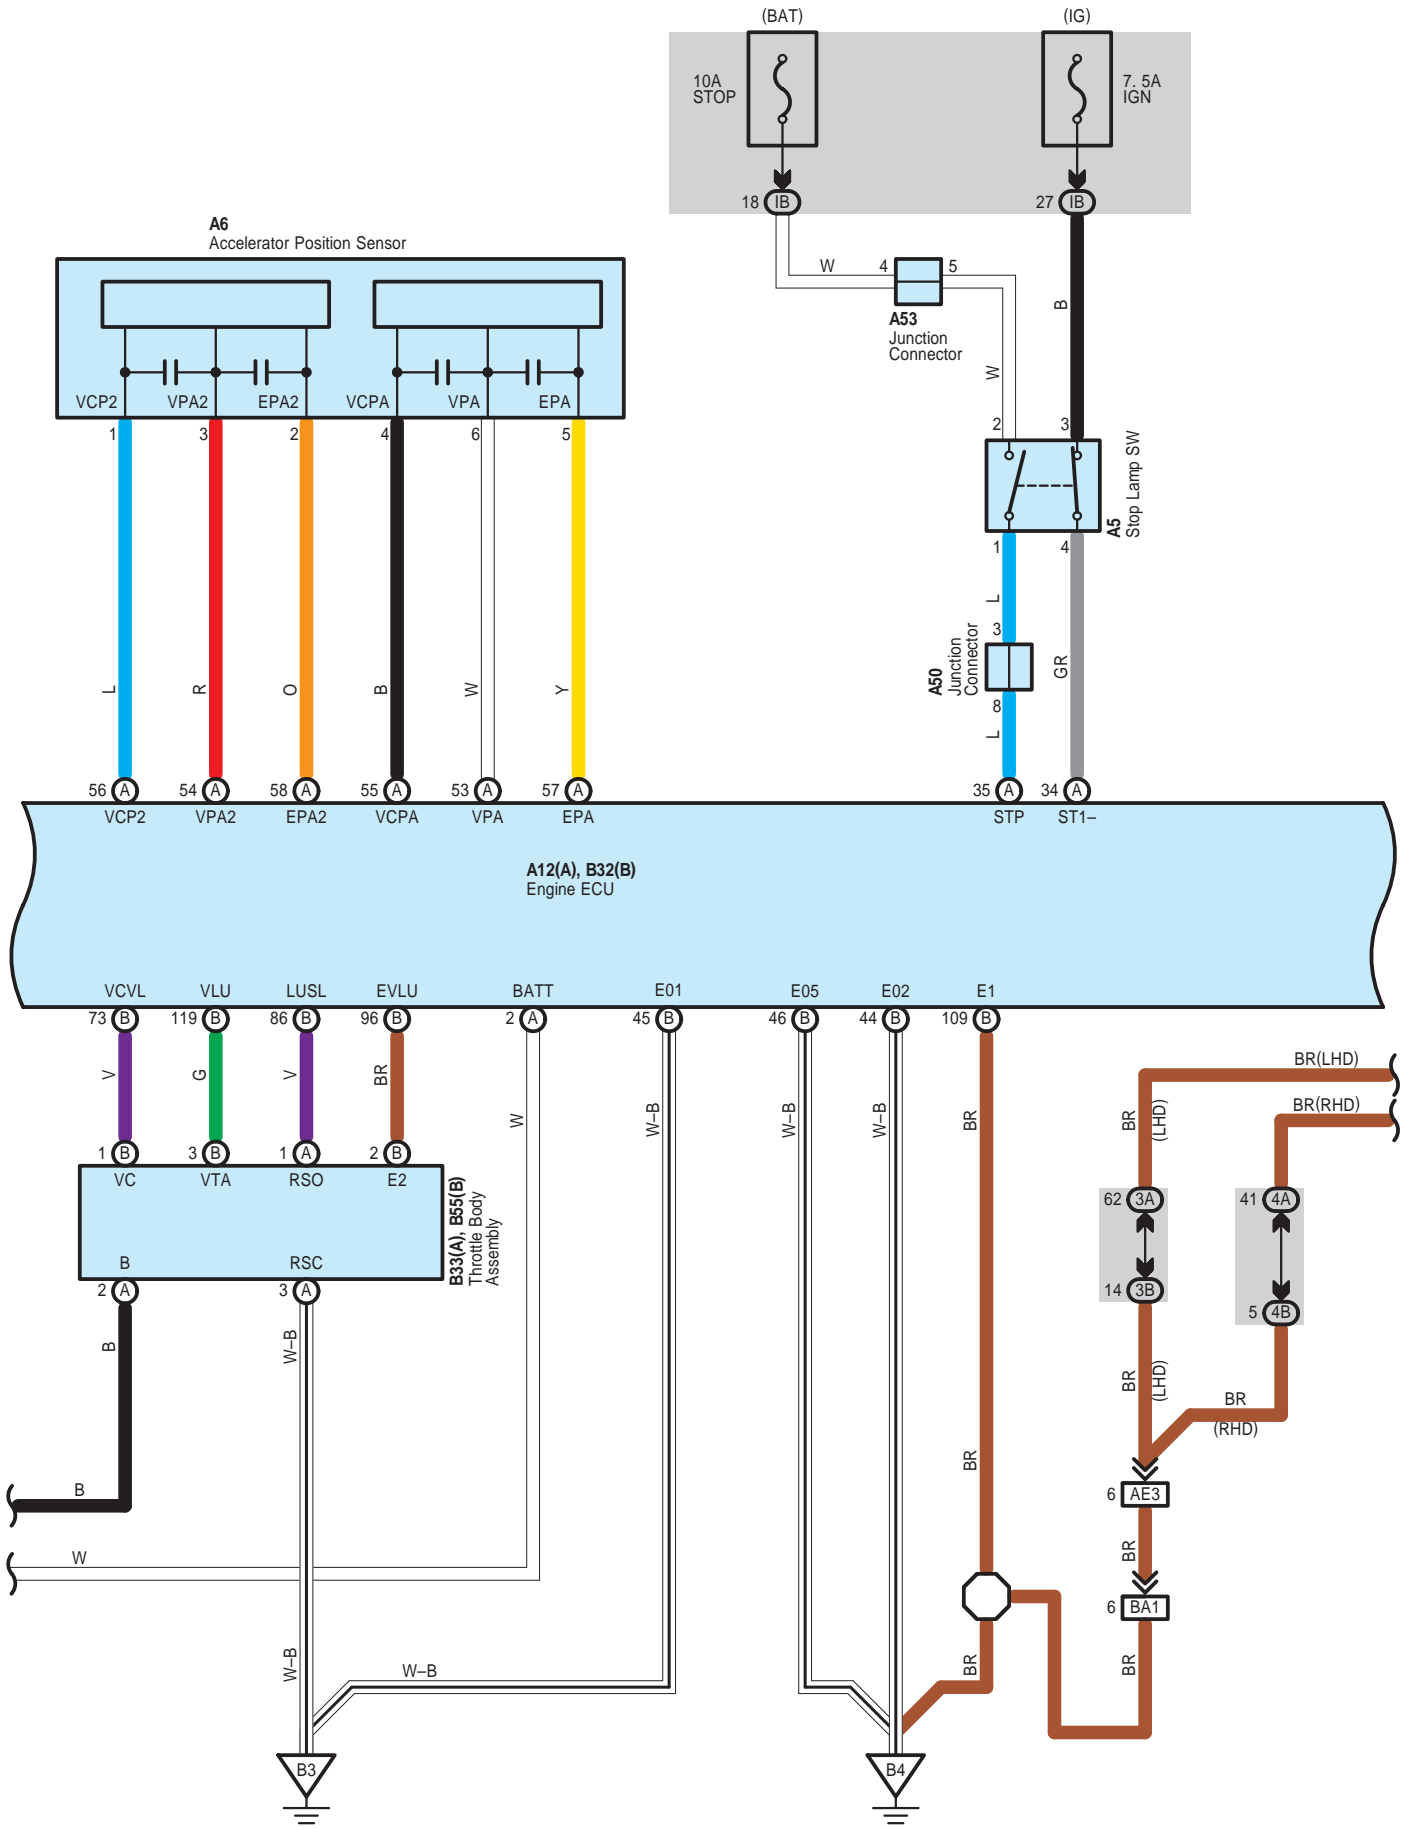 (BAT)
(IG)
10A
STOP
7. 5A
IGN
18 IB
27 IB
A6
Accelerator Position Sensor
W
4
5
A53
Junction
Connector
B
W
VCP2
VPA2
EPA2
VCPA
VPA
EPA
1
3
2
4
6
5
2
3
A5
Stop Lamp SW
1
4
L
3
A50
Junction
Connector
8
L
GR
L
R
O
B
W
Y
56 A
54 A
58 A
55 A
53 A
57 A
35 A
34 A
VCP2
VPA2
EPA2
VCPA
VPA
EPA
STP
ST1–
A12(A), B32(B)
Engine ECU
VCVL
VLU
LUSL
EVLU
BATT
E01
E05
E02
E1
73 B
119 B
86 B
96 B
2 A
45 B
46 B
44 B
109 B
BR(LHD)
BR(RHD)
V
G
V
BR
W
W–B
W–B
W–B
BR
BR
(LHD)
1 B
3 B
1 A
2 B
VC
VTA
RSO
E2
B33(A), B55(B)
Throttle Body
Assembly
B
RSC
2 A
3 A
62 3A
41 4A
14 3B
5 4B
B
W–B
BR
(LHD)
BR
(RHD)
B
BR
6 AE3
W
BR
6 BA1
W–B
W–B
BR
BR
B3
B4